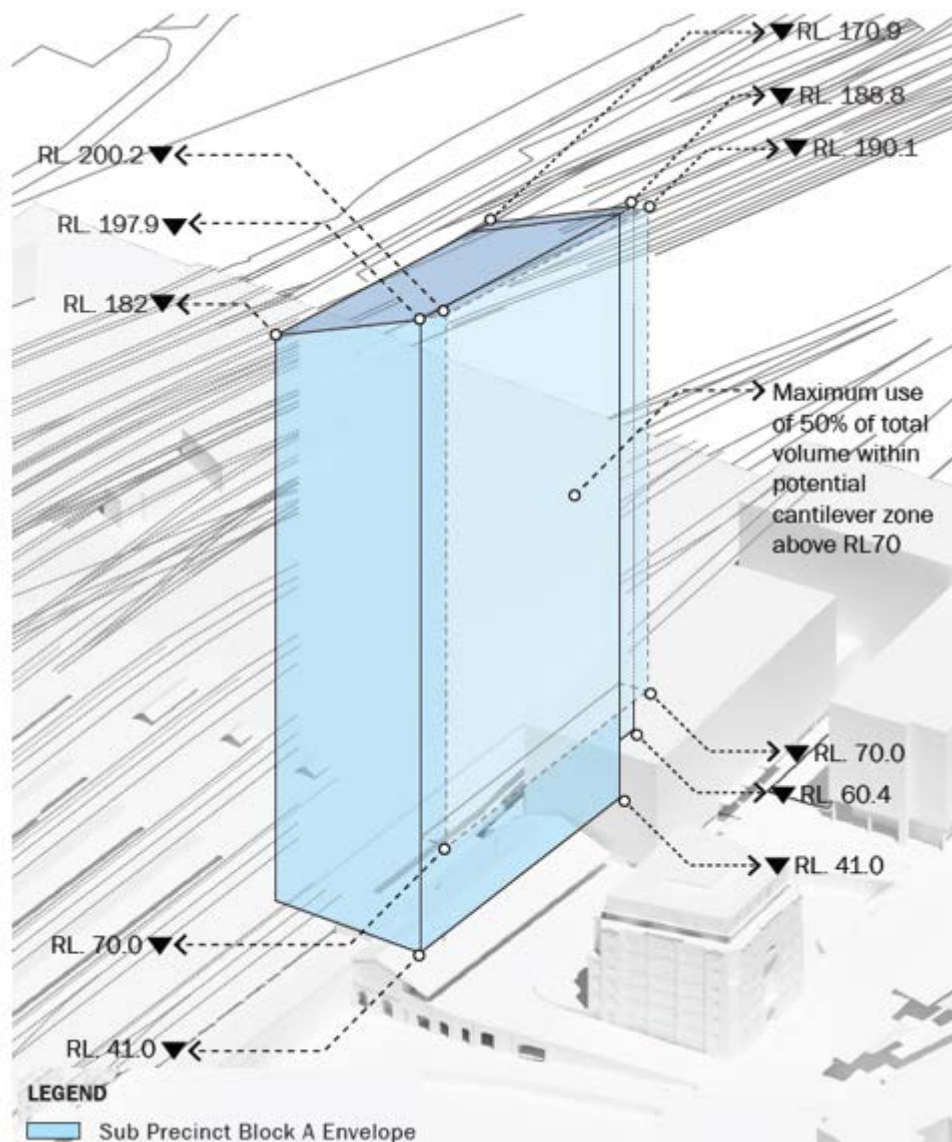 RL. 170.9
RL. 188.8
RL. 190.1
RL. 200.2
RL. 197.9
RL. 182
Maximum use
of 50% of total
volume within
potential
cantilever zone
above RL70
RL. 70.0
RL. 60.4
RL. 41.0
RL. 70.0
RL. 41.0
LEGEND
Sub Precinct Block A Envelope